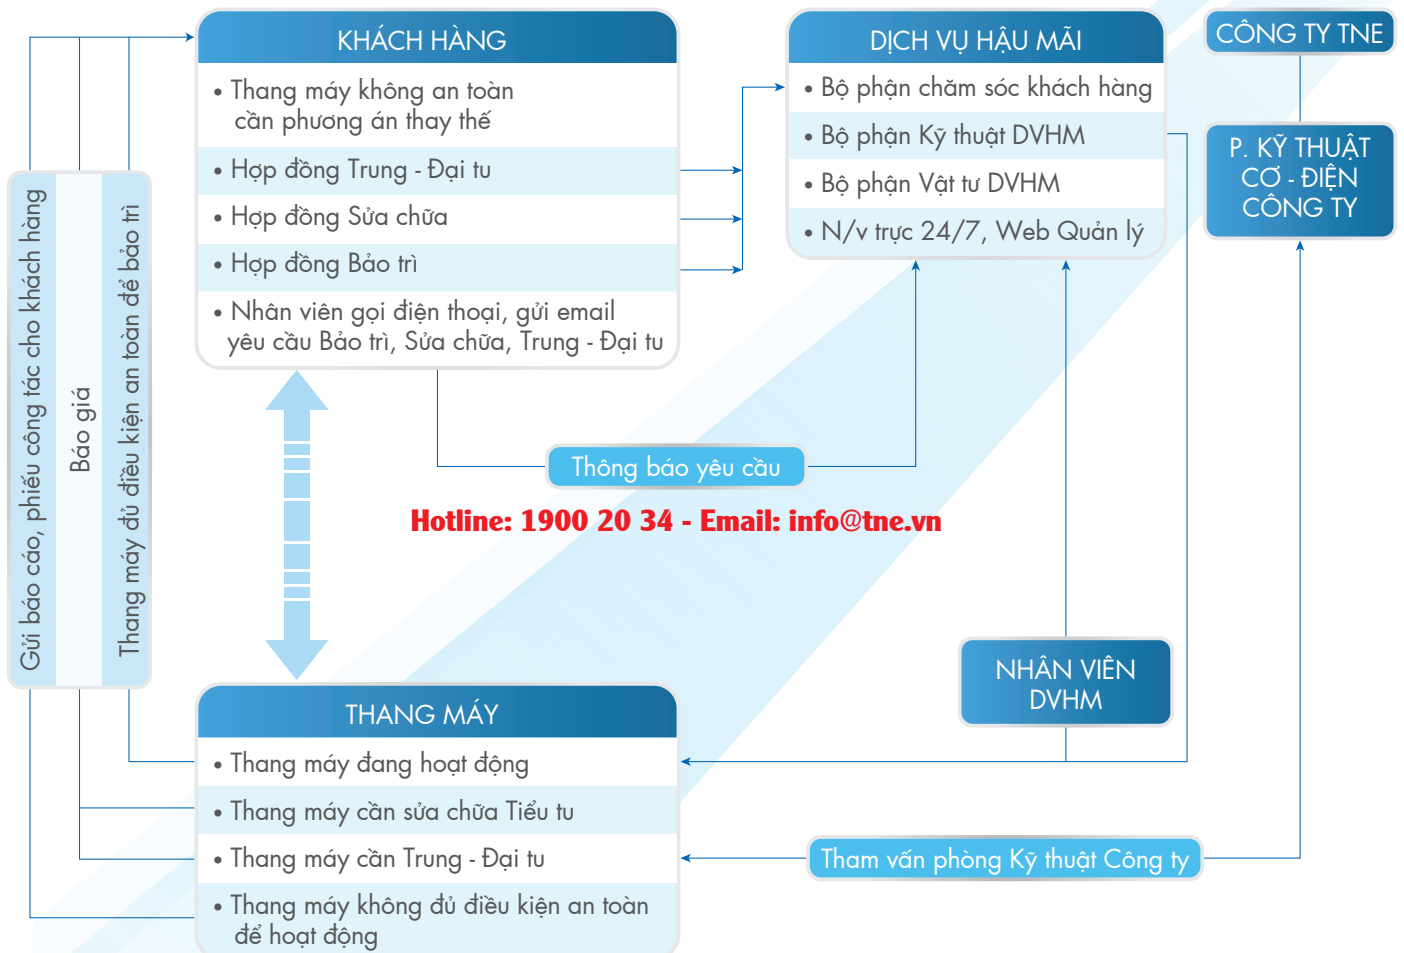 KHÁCH HÀNG
• Thang máy không an toàn
cần phương án thay thế
• Hợp đồng Trung - Đại tu
• Hợp đồng Sửa chữa
• Hợp đồng Bảo trì
• Nhân viên gọi điện thoại, gửi email
yêu cầu Bảo trì, Sửa chữa, Trung - Đại tu
DỊCH VỤ HẬU MÃI
• Bộ phận chăm sóc khách hàng
• Bộ phận Kỹ thuật DVHM
• Bộ phận Vật tư DVHM
• N/v trực 24/7, Web Quản lý
CÔNG TY TNE
P. KỸ THUẬT
CƠ - ĐIỆN
CÔNG TY
Gửi báo cáo, phiếu công tác cho khách hàng
Báo giá
Thang máy đủ điều kiện an toàn để bảo trì
Thông báo yêu cầu
Hotline: 1900 20 34 - Email: info@tne.vn
NHÂN VIÊN
DVHM
THANG MÁY
• Thang máy đang hoạt động
• Thang máy cần sửa chữa Tiểu tu
• Thang máy cần Trung - Đại tu
• Thang máy không đủ điều kiện an toàn
để hoạt động
Tham vấn phòng Kỹ thuật Công ty